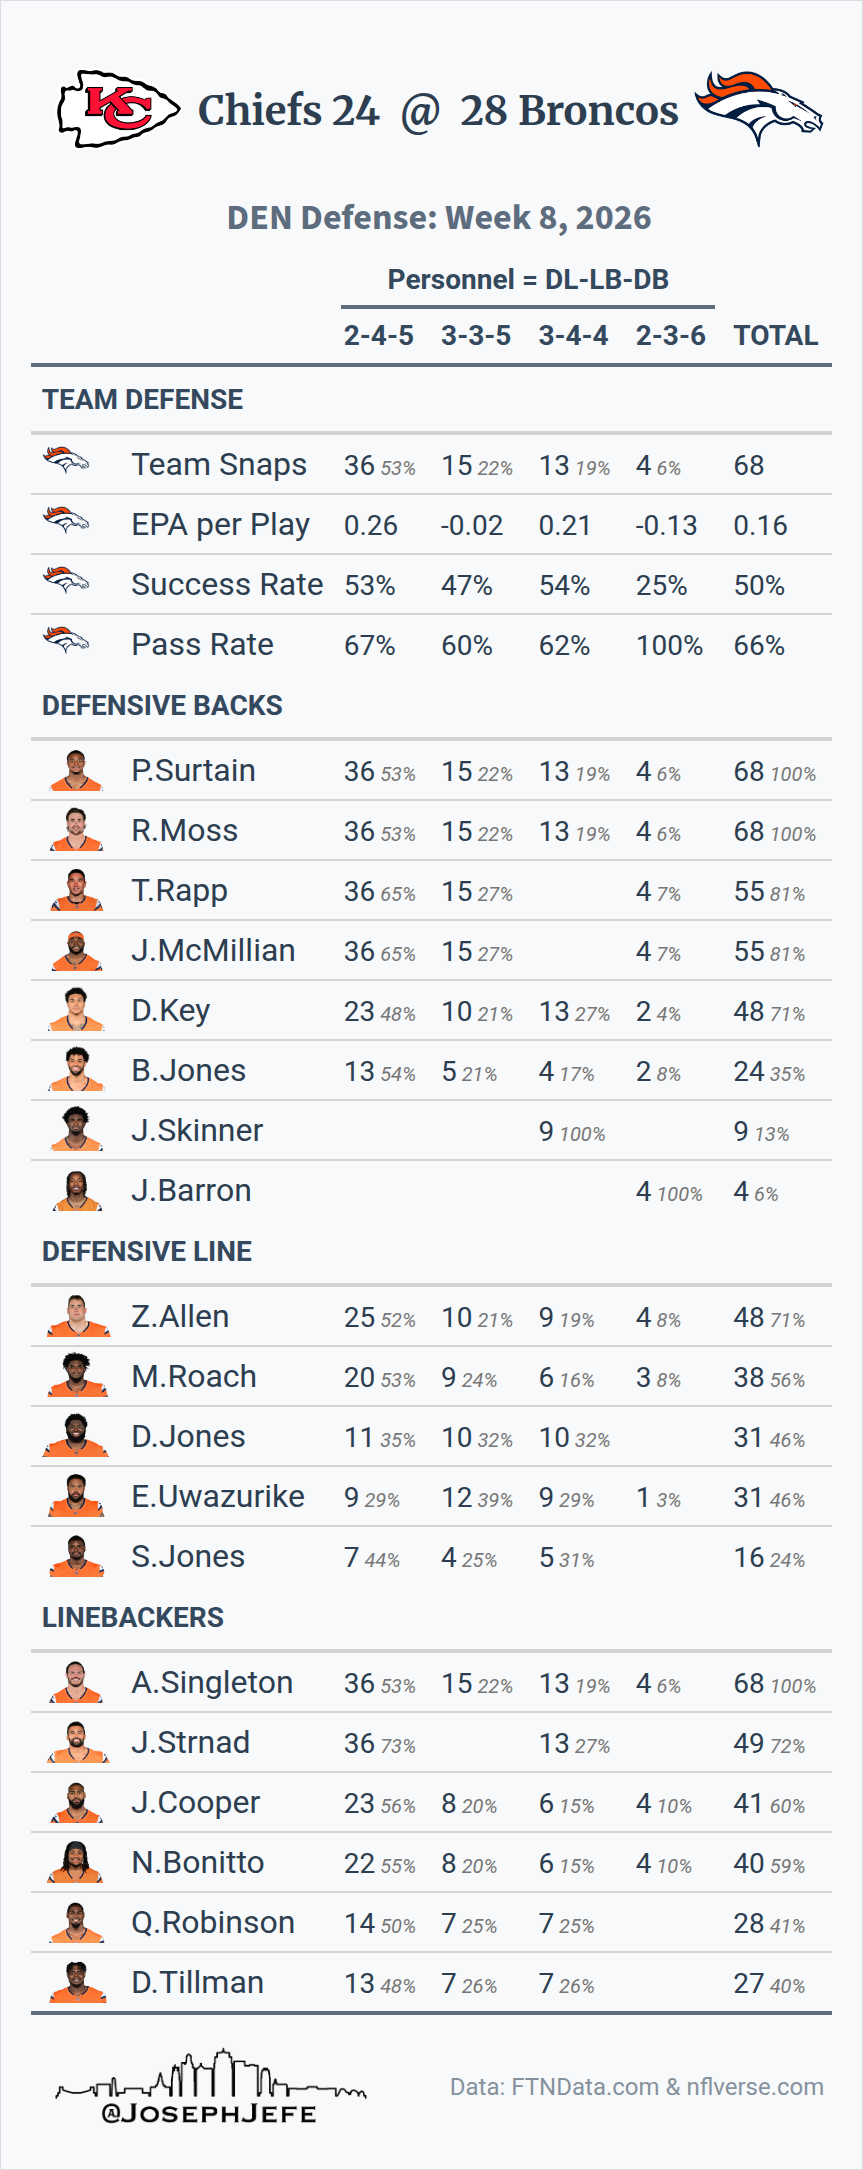 KC Chiefs 24 @ 28 Broncos
DEN Defense: Week 8, 2026
Personnel = DL-LB-DB
2-4-5 3-3-5 3-4-4 2-3-6 TOTAL
TEAM DEFENSE
Team Snaps 36 53% 15 22% 13 19% 4 6% 68
EPA per Play 0.26 -0.02 0.21 -0.13 0.16
Success Rate 53% 47% 54% 25% 50%
Pass Rate 67% 60% 62% 100% 66%
DEFENSIVE BACKS
P.Surtain 36 53% 15 22% 13 19% 4 6% 68 100%
R.Moss 36 53% 15 22% 13 19% 4 6% 68 100%
T.Rapp 36 65% 15 27% 4 7% 55 81%
J.McMillian 36 65% 15 27% 4 7% 55 81%
D.Key 23 48% 10 21% 13 27% 2 4% 48 71%
B.Jones 13 54% 5 21% 4 17% 2 8% 24 35%
J.Skinner 9 100% 9 13%
J.Barron 4 100% 4 6%
DEFENSIVE LINE
Z.Allen 25 52% 10 21% 9 19% 4 8% 48 71%
M.Roach 20 53% 9 24% 6 16% 3 8% 38 56%
D.Jones 11 35% 10 32% 10 32% 31 46%
E.Uwazurike 9 29% 12 39% 9 29% 1 3% 31 46%
S.Jones 7 44% 4 25% 5 31% 16 24%
LINEBACKERS
A.Singleton 36 53% 15 22% 13 19% 4 6% 68 100%
J.Strnad 36 73% 13 27% 49 72%
J.Cooper 23 56% 8 20% 6 15% 4 10% 41 60%
N.Bonitto 22 55% 8 20% 6 15% 4 10% 40 59%
Q.Robinson 14 50% 7 25% 7 25% 28 41%
D.Tillman 13 48% 7 26% 7 26% 27 40%
@JOSEPHJEFE
Data: FTNData.com & nflverse.com